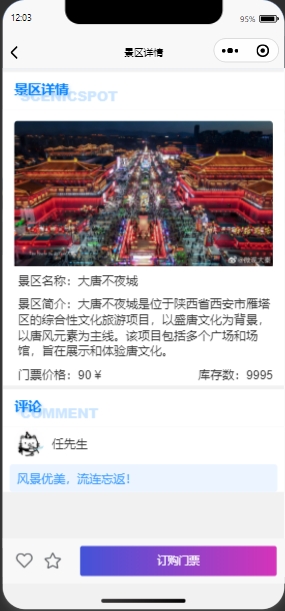 12:03
95%
景区详情
景区详情
SCENICSPOT
景区名称：大唐不夜城
景区简介：大唐不夜城是位于陕西省西安市雁塔
区的综合性文化旅游项目，以盛唐文化为背景，
以唐风元素为主线。该项目包括多个广场和场
馆，旨在展示和体验唐文化。
门票价格：90 ¥
库存数：9995
评论
COMMENT
任先生
风景优美，流连忘返！
订购门票